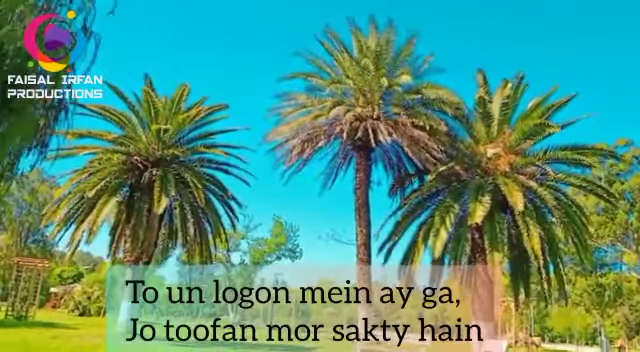 FAISAL IRFAN
PRODUCTIONS
To un logon mein ay ga,
Jo toofan mor sakty hain